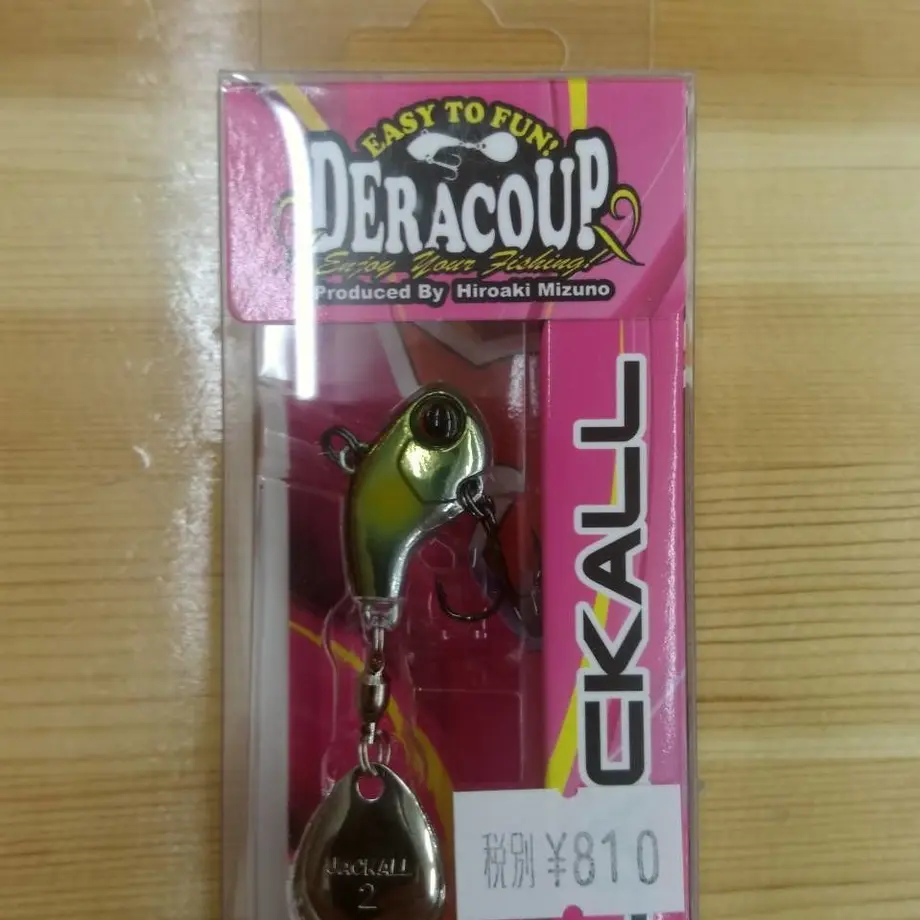 EASY TO FUN!
DERACOUP
Enjoy Your Fishing!
Produced By Hiroaki Mizuno
CKALL
JACKALL
2
税別 ¥810